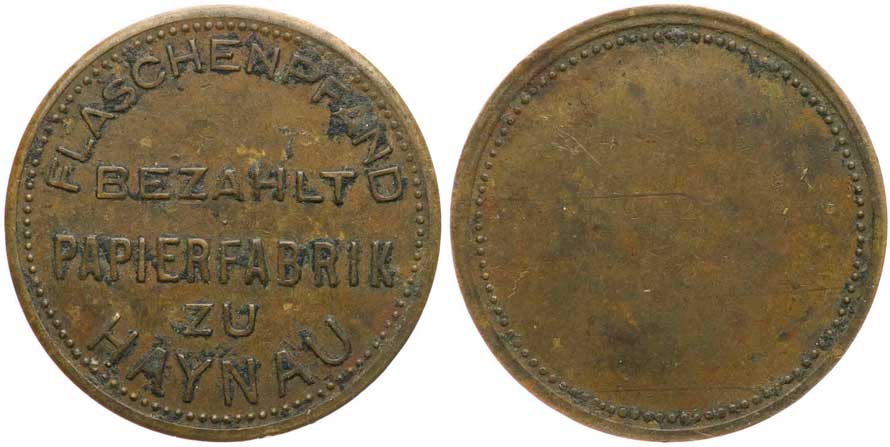 FLASCHENPFAND
BEZAHLT
PAPIERFABRIK
ZU
HAYNAU